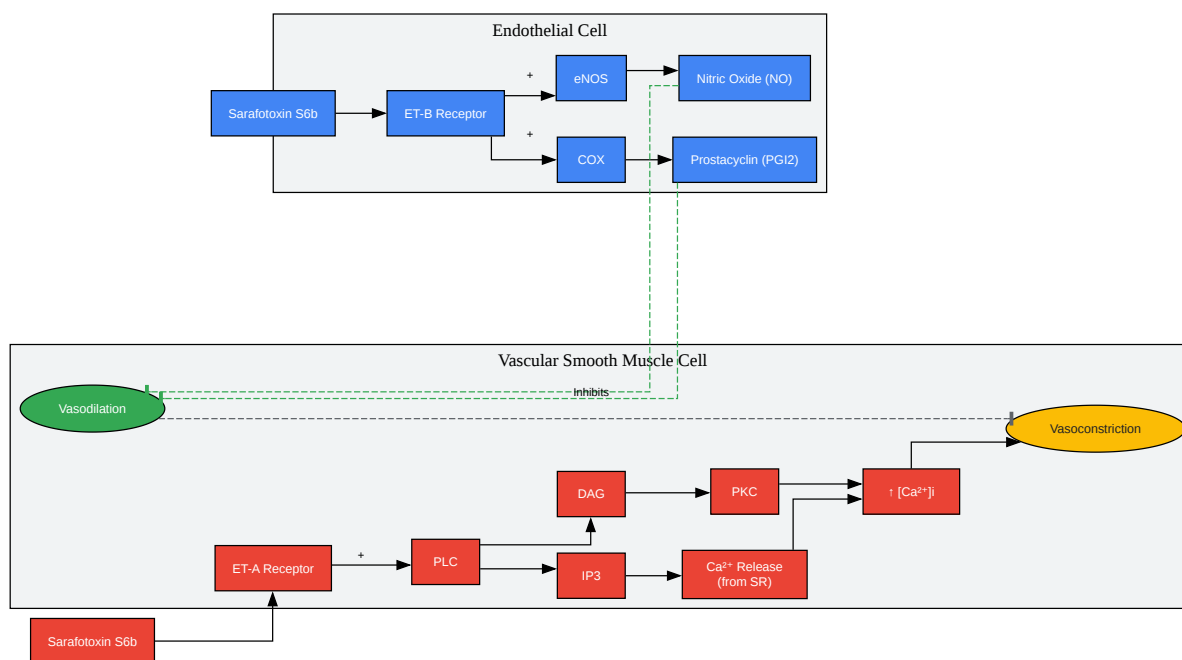 Endothelial Cell
+
eNOS
Nitric Oxide (NO)
Sarafotoxin S6b
ET-B Receptor
+
COX
Prostacyclin (PGI2)
Vascular Smooth Muscle Cell
Inhibits
Vasodilation
Vasoconstriction
DAG
PKC
↑ [Ca²⁺]i
+
PLC
ET-A Receptor
IP3
Ca²⁺ Release
(from SR)
Sarafotoxin S6b